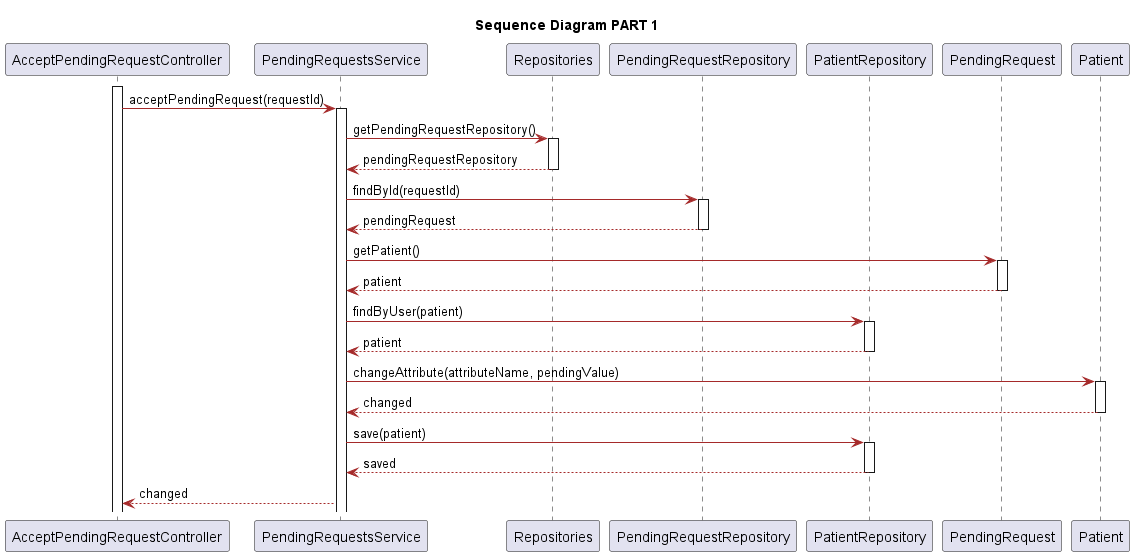 Sequence Diagram PART 1
AcceptPendingRequestController
PendingRequestsService
Repositories
PendingRequestRepository
PatientRepository
PendingRequest
Patient
acceptPendingRequest(requestId)
getPendingRequestRepository()
pendingRequestRepository
findById(requestId)
pendingRequest
getPatient()
patient
findByUser(patient)
patient
changeAttribute(attributeName, pendingValue)
changed
save(patient)
saved
changed
AcceptPendingRequestController
PendingRequestsService
Repositories
PendingRequestRepository
PatientRepository
PendingRequest
Patient